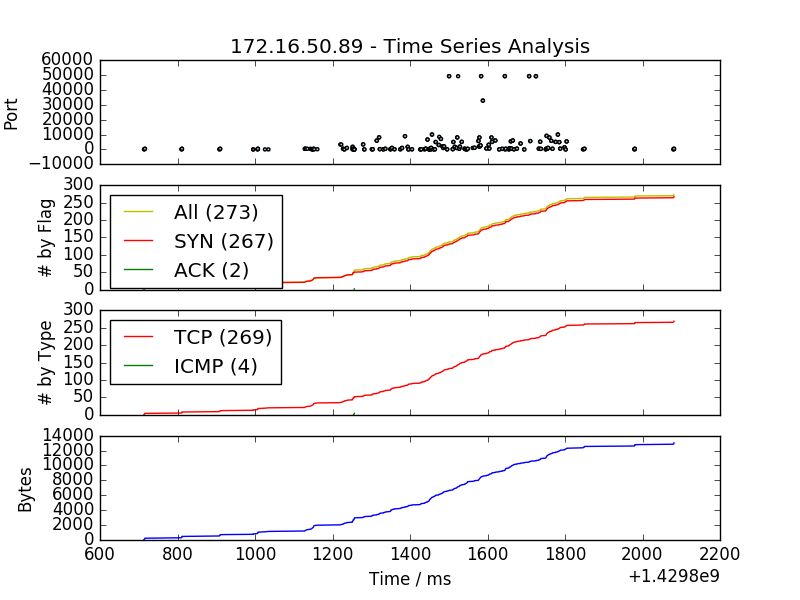 172.16.50.89 - Time Series Analysis
60000
50000
40000
30000
20000
10000
0
−10000
Port
300
250
200
150
100
50
0
# by Flag
All (273)
SYN (267)
ACK (2)
300
250
200
150
100
50
0
# by Type
TCP (269)
ICMP (4)
14000
12000
10000
8000
6000
4000
2000
0
Bytes
600 800 1000 1200 1400 1600 1800 2000 2200
Time / ms
+1.4298e9